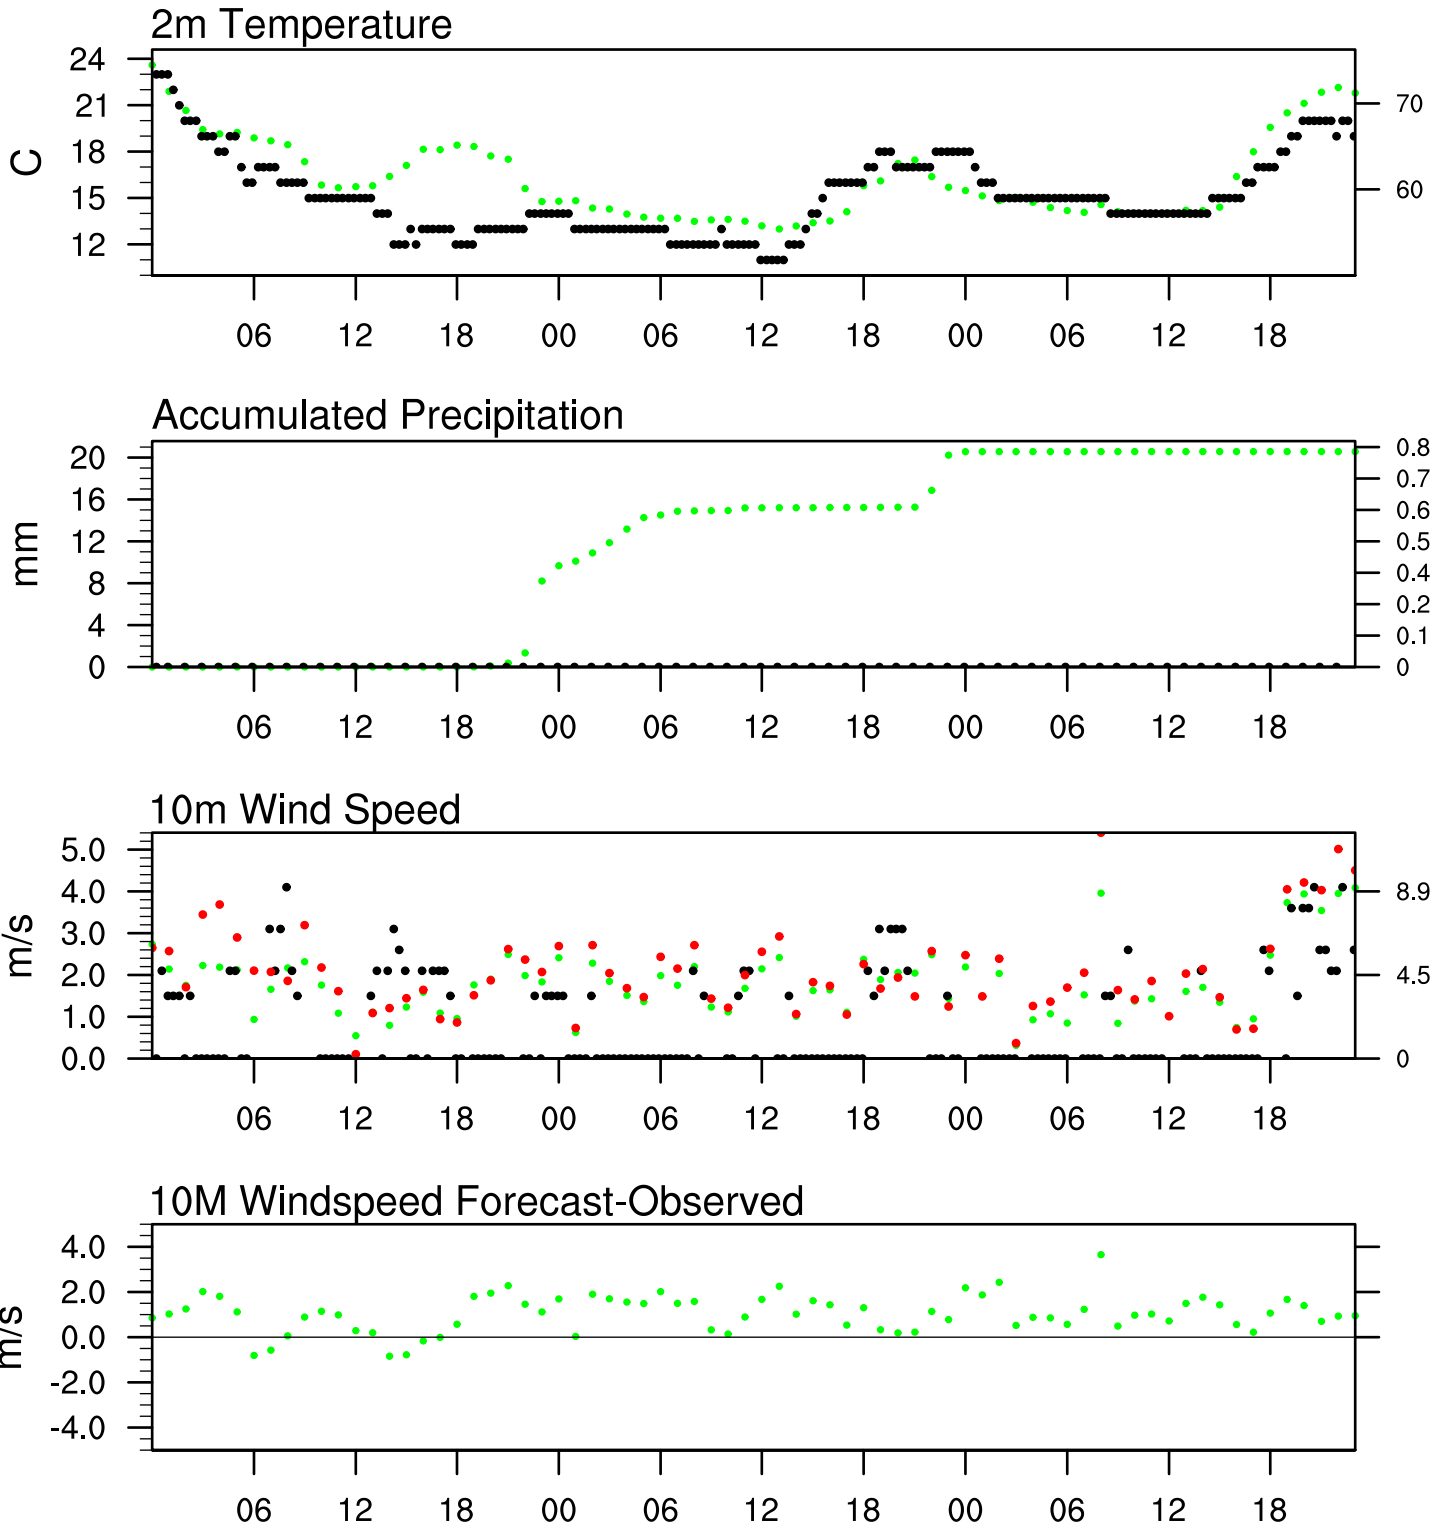 2m Temperature
24
21
18
15
12
C
70
60
06 12 18 00 06 12 18 00 06 12 18
Accumulated Precipitation
20
16
12
8
4
0
mm
0.8
0.7
0.6
0.5
0.4
0.2
0.1
0
06 12 18 00 06 12 18 00 06 12 18
10m Wind Speed
5.0
4.0
3.0
2.0
1.0
0.0
m/s
8.9
4.5
0
06 12 18 00 06 12 18 00 06 12 18
10M Windspeed Forecast-Observed
4.0
2.0
0.0
-2.0
-4.0
m/s
06 12 18 00 06 12 18 00 06 12 18